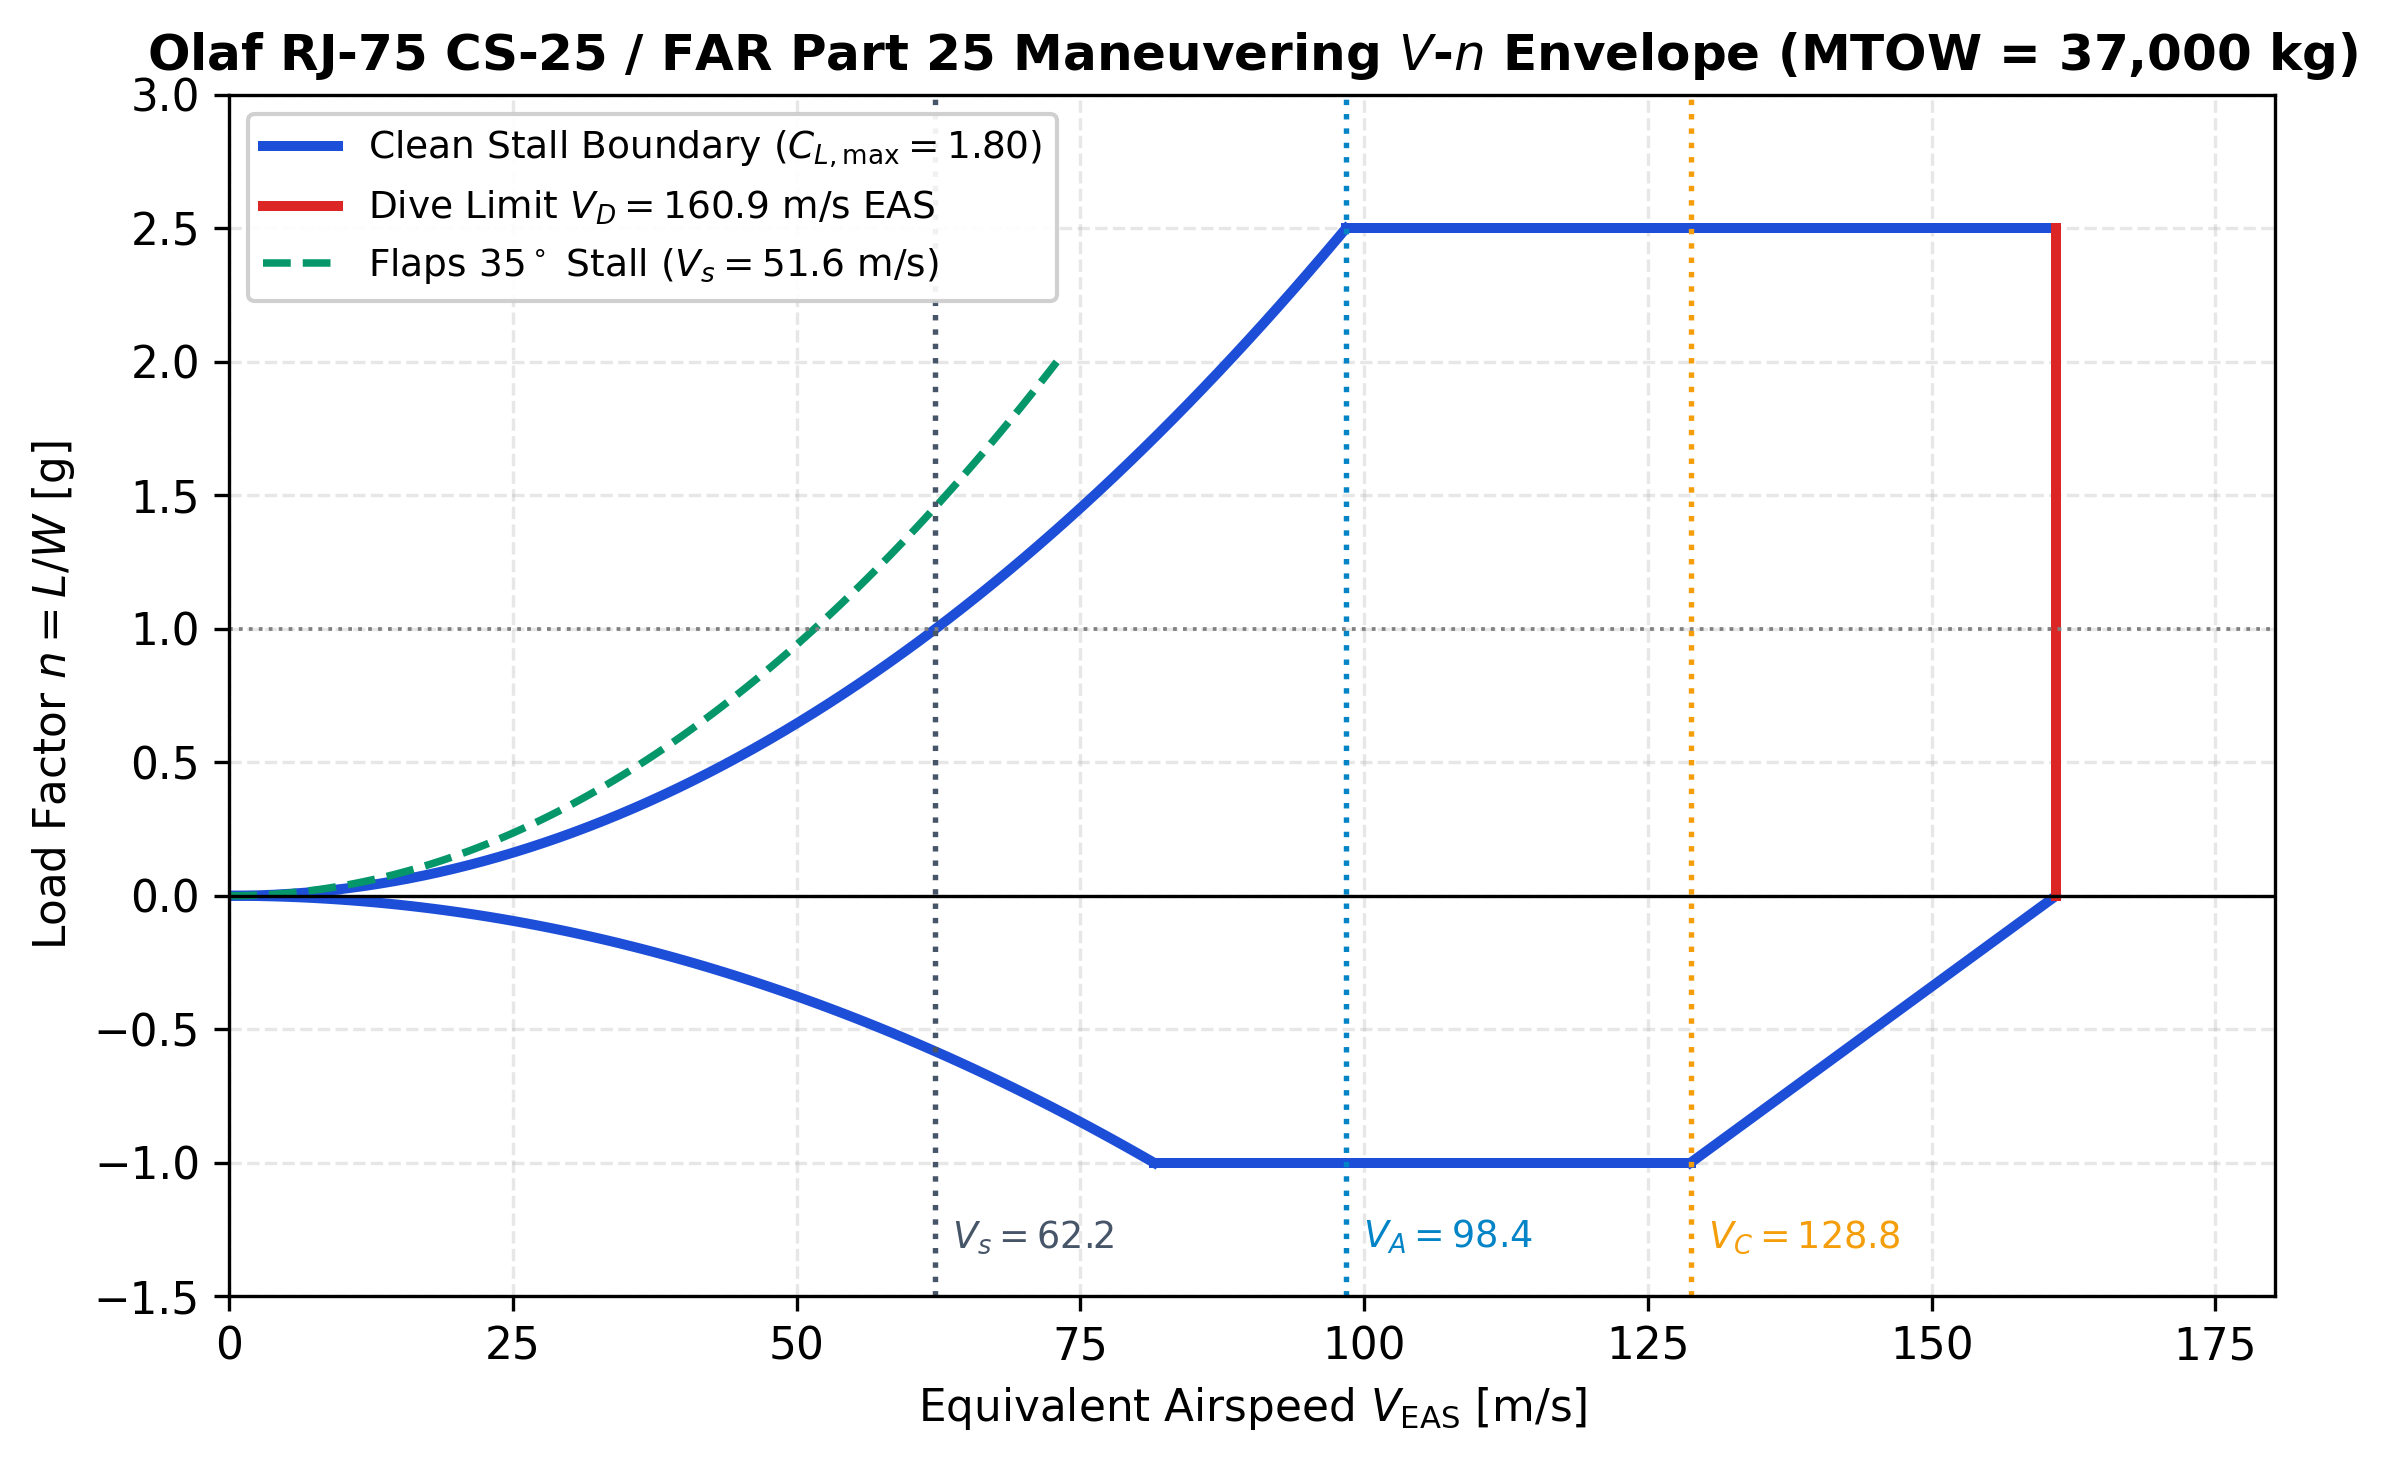 Olaf RJ-75 CS-25 / FAR Part 25 Maneuvering V-n Envelope (MTOW = 37,000 kg)
Clean Stall Boundary (C_{L,max} = 1.80)
Dive Limit V_D = 160.9 m/s EAS
Flaps 35° Stall (V_s = 51.6 m/s)
Load Factor n = L/W [g]
3.0
2.5
2.0
1.5
1.0
0.5
0.0
−0.5
−1.0
−1.5
V_s = 62.2
V_A = 98.4
V_C = 128.8
0
25
50
75
100
125
150
175
Equivalent Airspeed V_{EAS} [m/s]